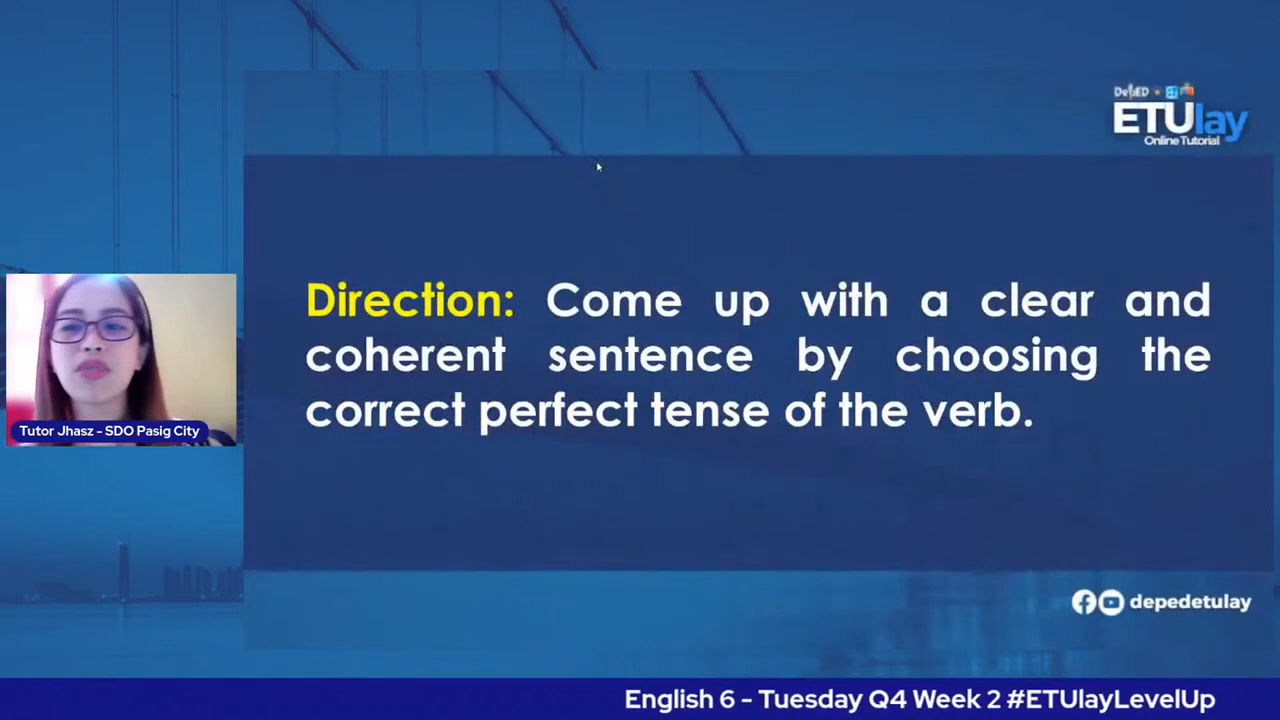 DepED
ETUlay
Online Tutorial
Direction: Come up with a clear and
coherent sentence by choosing the
correct perfect tense of the verb.
Tutor Jhasz - SDO Pasig City
depedetulay
English 6 - Tuesday Q4 Week 2 #ETUlayLevelUp